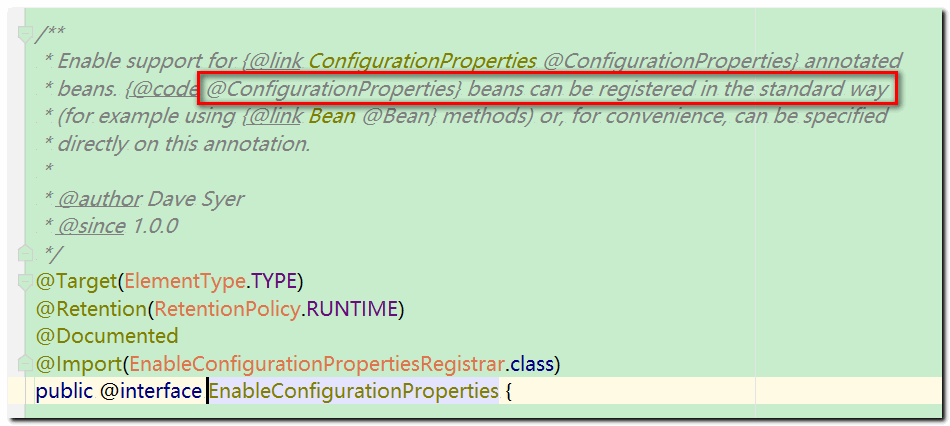 /**
 * Enable support for {@link ConfigurationProperties @ConfigurationProperties} annotated
 * beans. {@code @ConfigurationProperties} beans can be registered in the standard way
 * (for example using {@link Bean @Bean} methods) or, for convenience, can be specified
 * directly on this annotation.
 *
 * @author Dave Syer
 * @since 1.0.0
 */
@Target(ElementType.TYPE)
@Retention(RetentionPolicy.RUNTIME)
@Documented
@Import(EnableConfigurationPropertiesRegistrar.class)
public @interface EnableConfigurationProperties {